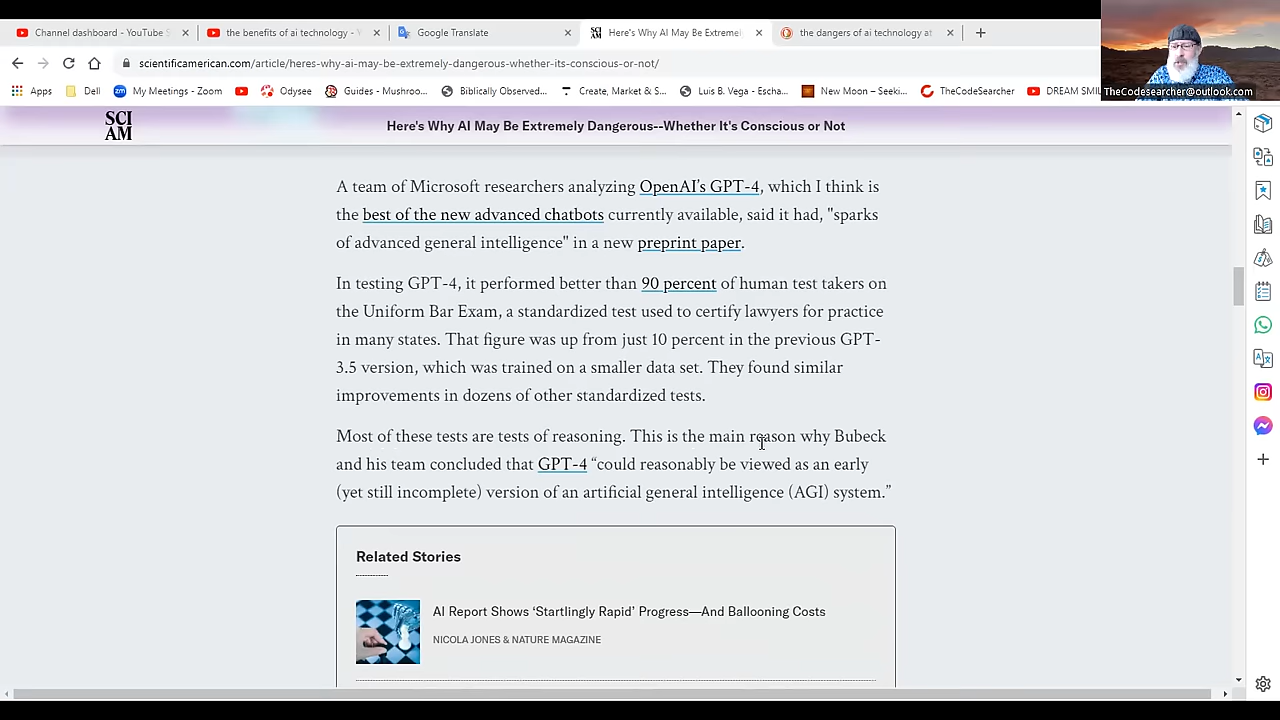 Channel dashboard - YouTube S
the benefits of ai technology -
Google Translate
Here's Why AI May Be Extremel
the dangers of ai technology at
scientificamerican.com/article/heres-why-ai-may-be-extremely-dangerous-whether-its-conscious-or-not/
Apps Dell My Meetings - Zoom Odysee Guides - Mushroo... Biblically Observed... Create, Market & S... Luis B. Vega - Escha... New Moon – Seeki... TheCodeSearcher DREAM SMIL
TheCodesearcher@outlook.com
SCI
AM
Here's Why AI May Be Extremely Dangerous--Whether It's Conscious or Not
A team of Microsoft researchers analyzing OpenAI's GPT-4, which I think is
the best of the new advanced chatbots currently available, said it had, "sparks
of advanced general intelligence" in a new preprint paper.
In testing GPT-4, it performed better than 90 percent of human test takers on
the Uniform Bar Exam, a standardized test used to certify lawyers for practice
in many states. That figure was up from just 10 percent in the previous GPT-
3.5 version, which was trained on a smaller data set. They found similar
improvements in dozens of other standardized tests.
Most of these tests are tests of reasoning. This is the main reason why Bubeck
and his team concluded that GPT-4 “could reasonably be viewed as an early
(yet still incomplete) version of an artificial general intelligence (AGI) system.”
Related Stories
AI Report Shows ‘Startlingly Rapid’ Progress—And Ballooning Costs
NICOLA JONES & NATURE MAGAZINE